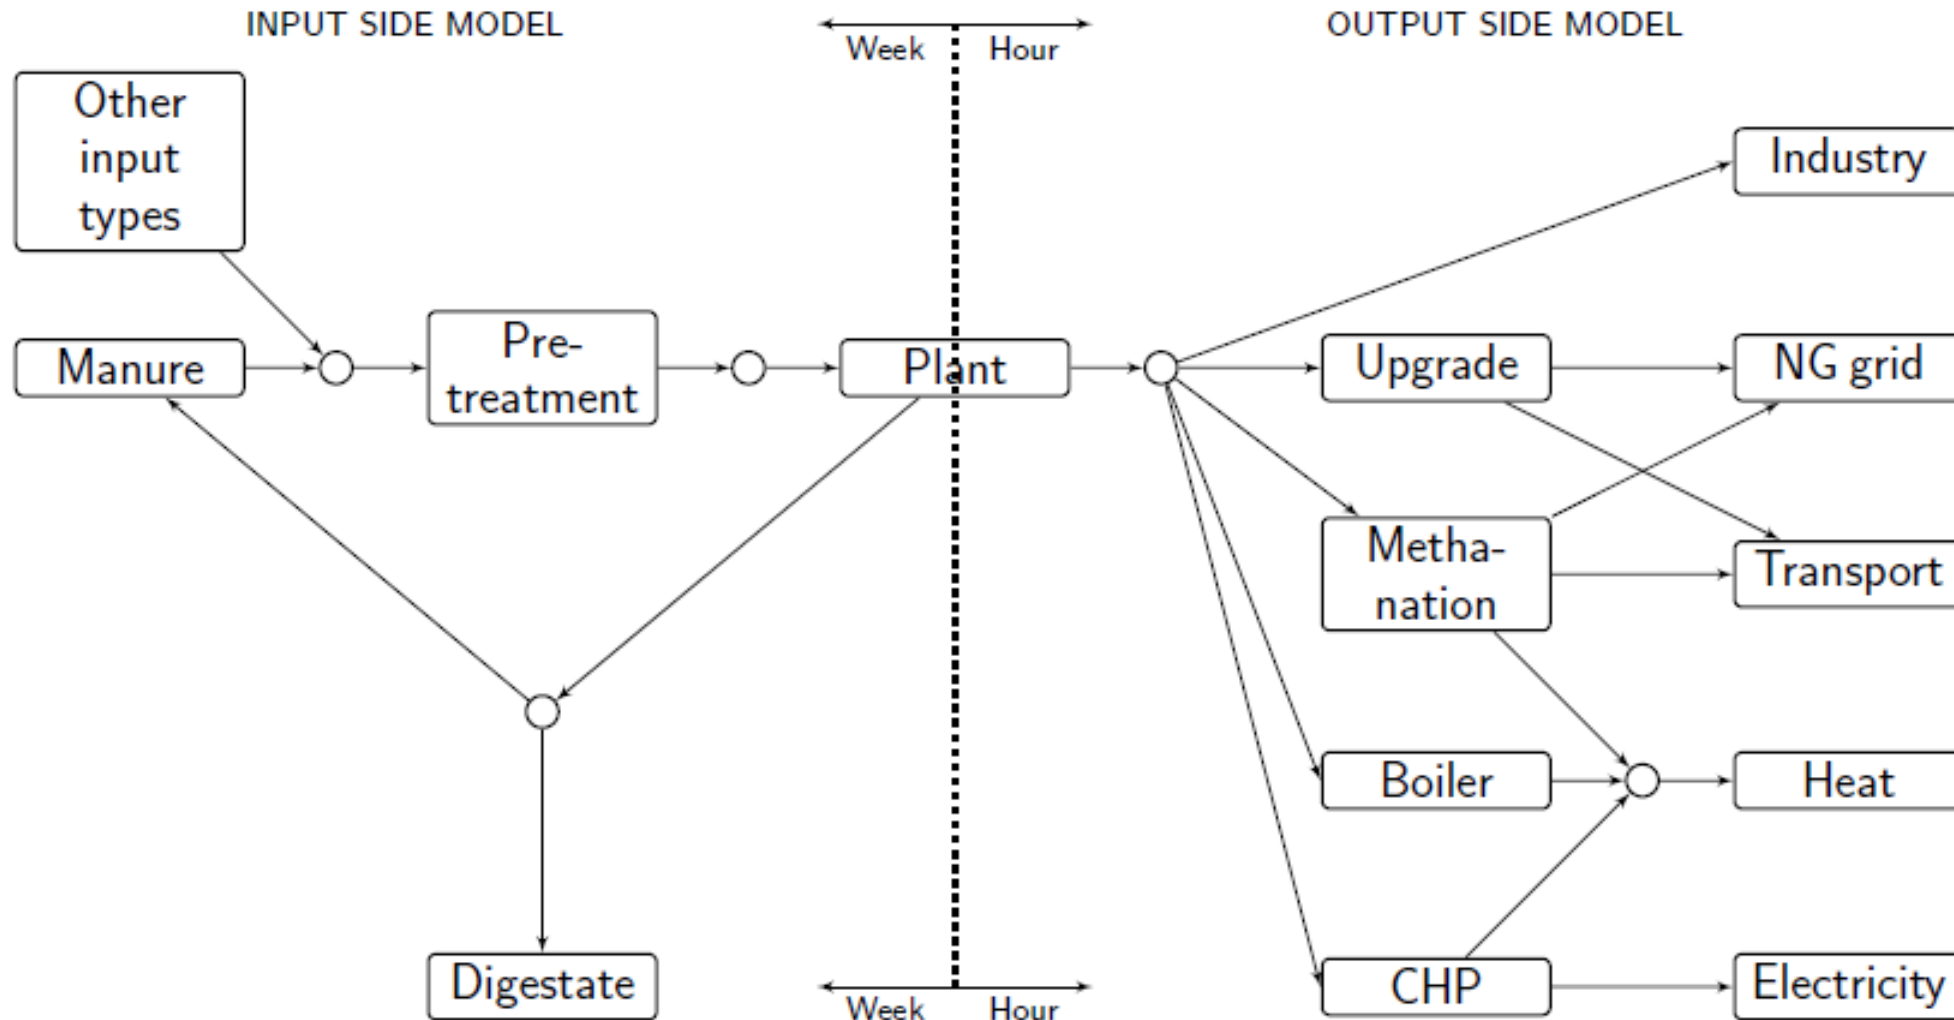 INPUT SIDE MODEL
OUTPUT SIDE MODEL
Week
Hour
Other
input
types
Industry
Manure
Pre-
treatment
Plant
Upgrade
NG grid
Metha-
nation
Transport
Boiler
Heat
Digestate
CHP
Electricity
Week
Hour